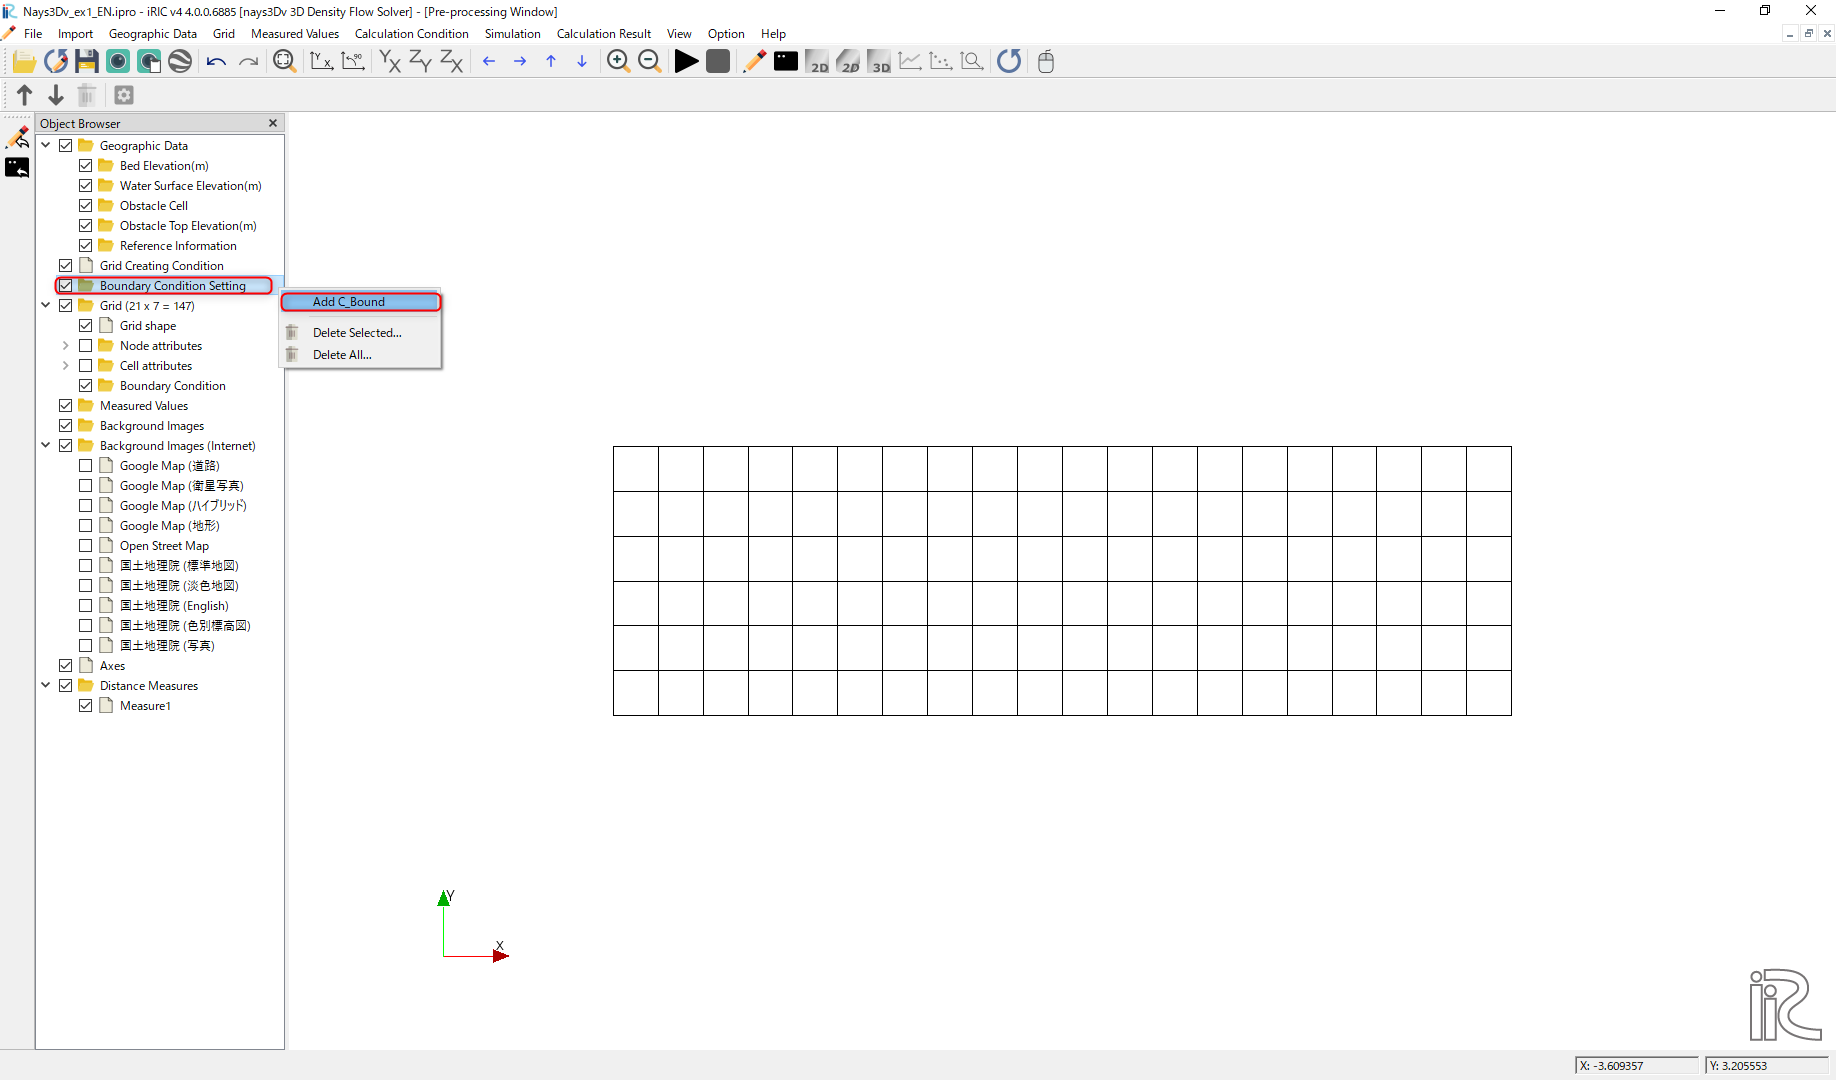 Nays3Dv_ex1_EN.ipro - iRIC v4 4.0.0.6885 [nays3Dv 3D Density Flow Solver] - [Pre-processing Window]
File Import Geographic Data Grid Measured Values Calculation Condition Simulation Calculation Result View Option Help
Object Browser
Geographic Data
Bed Elevation(m)
Water Surface Elevation(m)
Obstacle Cell
Obstacle Top Elevation(m)
Reference Information
Grid Creating Condition
Boundary Condition Setting
Add C_Bound
Delete Selected...
Delete All...
Grid (21 x 7 = 147)
Grid shape
Node attributes
Cell attributes
Boundary Condition
Measured Values
Background Images
Background Images (Internet)
Google Map (道路)
Google Map (衛星写真)
Google Map (ハイブリッド)
Google Map (地形)
Open Street Map
国土地理院 (標準地図)
国土地理院 (淡色地図)
国土地理院 (English)
国土地理院 (色別標高図)
国土地理院 (写真)
Axes
Distance Measures
Measure1
Y
X
iRIC
X: -3.609357
Y: 3.205553